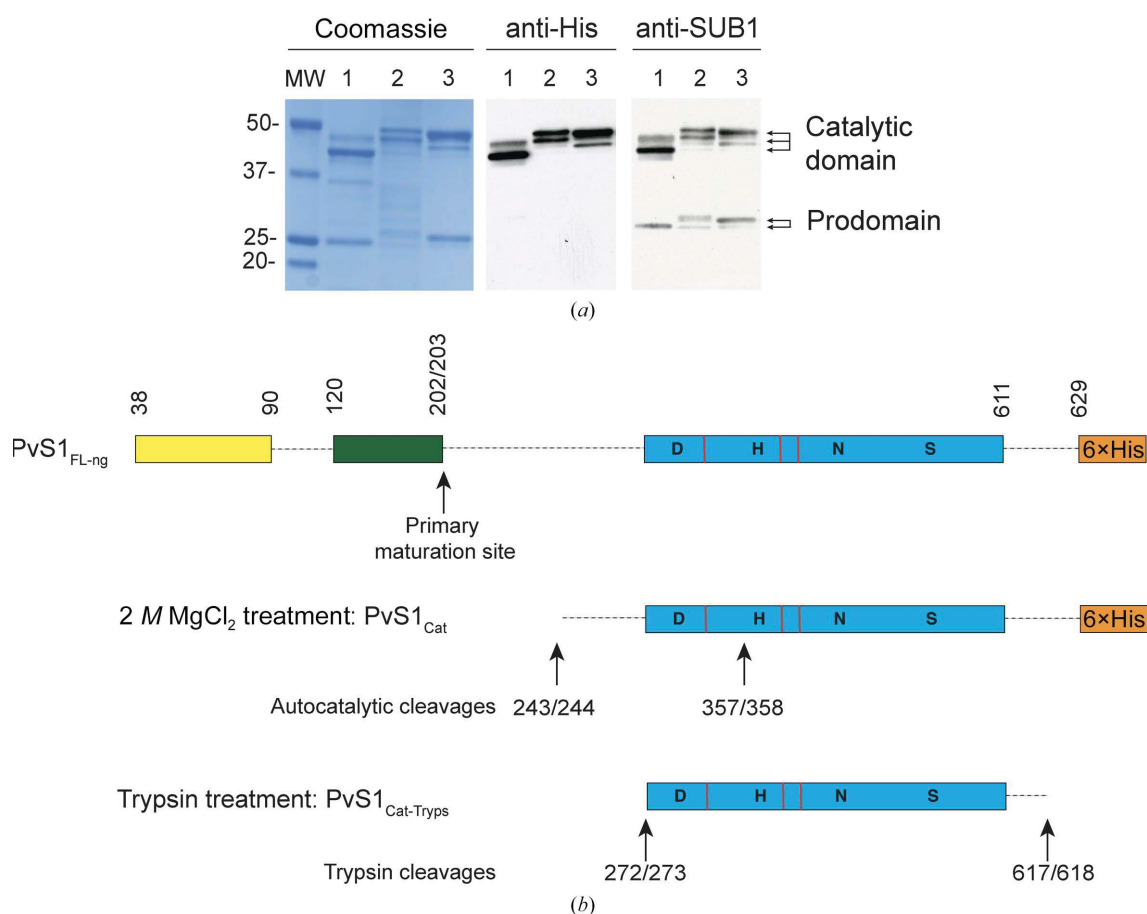 Coomassie anti-His anti-SUB1
MW 1 2 3 1 2 3 1 2 3
50-
37-
25-
20-
Catalytic
domain
Prodomain
(a)
38 90 120 202/203 611 629
PvS1FL-ng D H N S 6×His
Primary
maturation site
2 M MgCl2 treatment: PvS1Cat D H N S 6×His
Autocatalytic cleavages 243/244 357/358
Trypsin treatment: PvS1Cat-Tryps D H N S
Trypsin cleavages 272/273 617/618
(b)